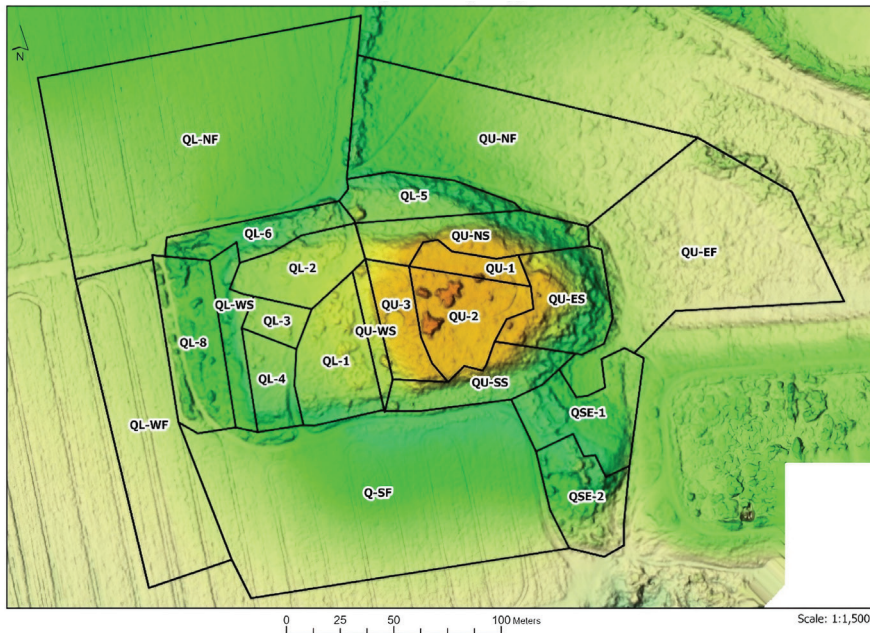 N
QL-NF
QU-NF
QL-5
QL-6
QU-NS
QU-EF
QL-2
QU-1
QL-WS
QU-3
QU-ES
QL-3
QU-2
QU-WS
QL-8
QL-1
QL-4
QU-SS
QL-WF
QSE-1
Q-SF
QSE-2
0 25 50 100 Meters
Scale: 1:1,500